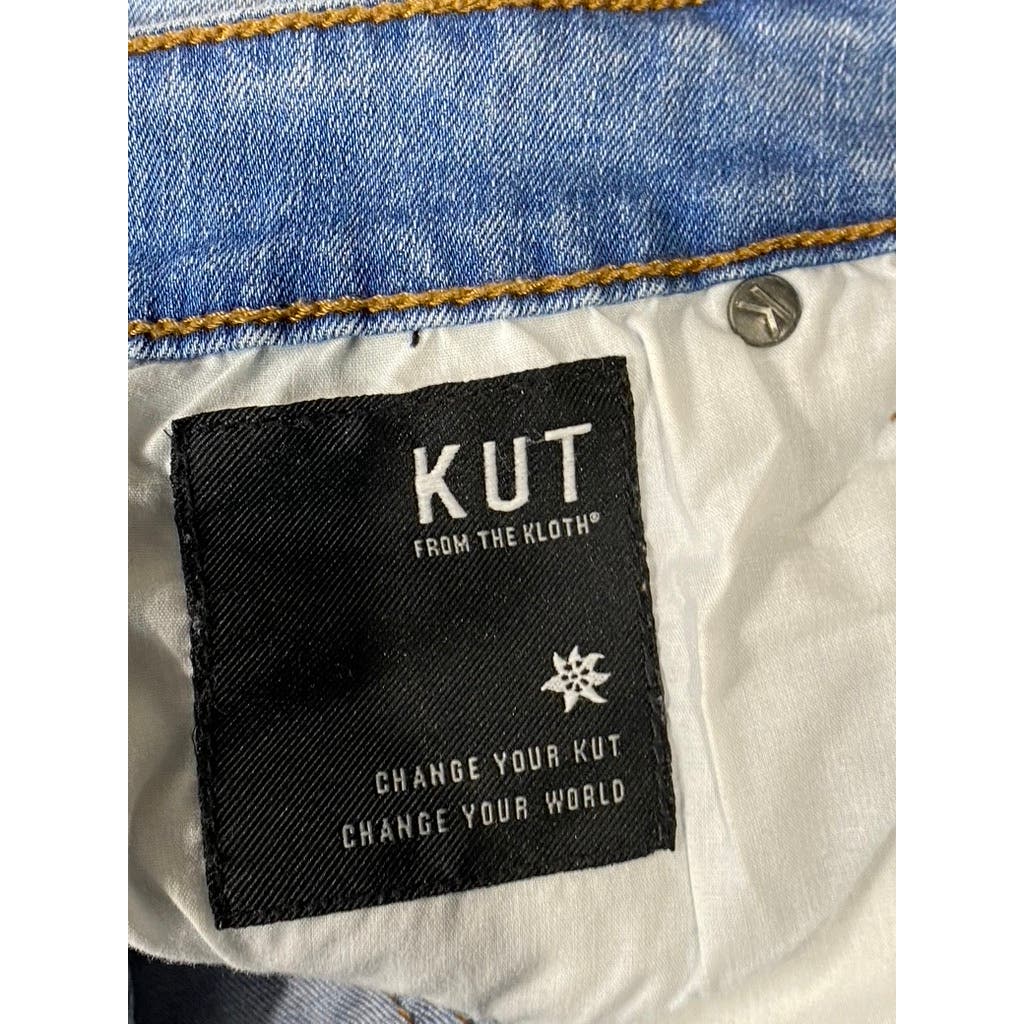 KUT
FROM THE KLOTH®
CHANGE YOUR KUT
CHANGE YOUR WORLD
K